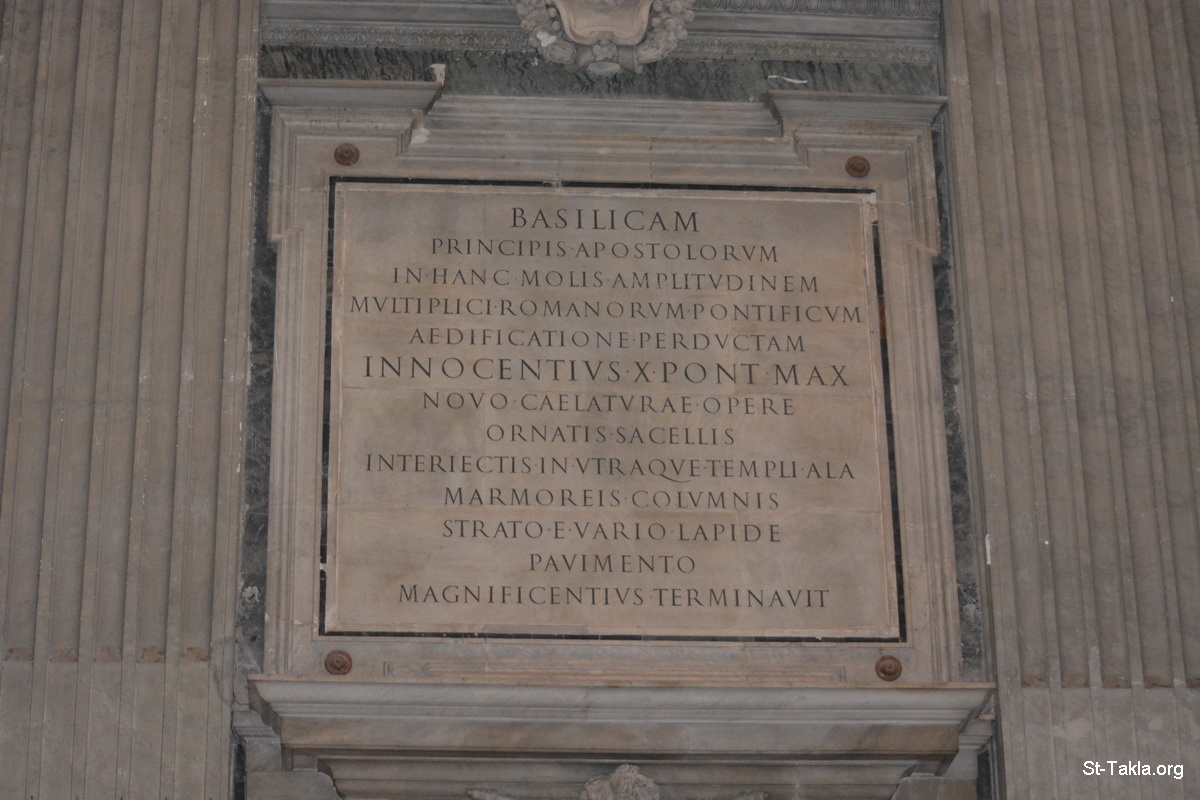 BASILICAM
PRINCIPIS·APOSTOLORVM
IN·HANC·MOLIS·AMPLITVDINEM
MVLTIPLICI·ROMANORVM·PONTIFICVM
AEDIFICATIONE·PERDVCTAM
INNOCENTIVS·X·PONT·MAX
NOVO·CAELATVRAE·OPERE
ORNATIS·SACELLIS
INTERIECTIS·IN·VTRAQVE·TEMPLI·ALA
MARMOREIS·COLVMNIS
STRATO·E·VARIO·LAPIDE
PAVIMENTO
MAGNIFICENTIVS·TERMINAVIT
St-Takla.org